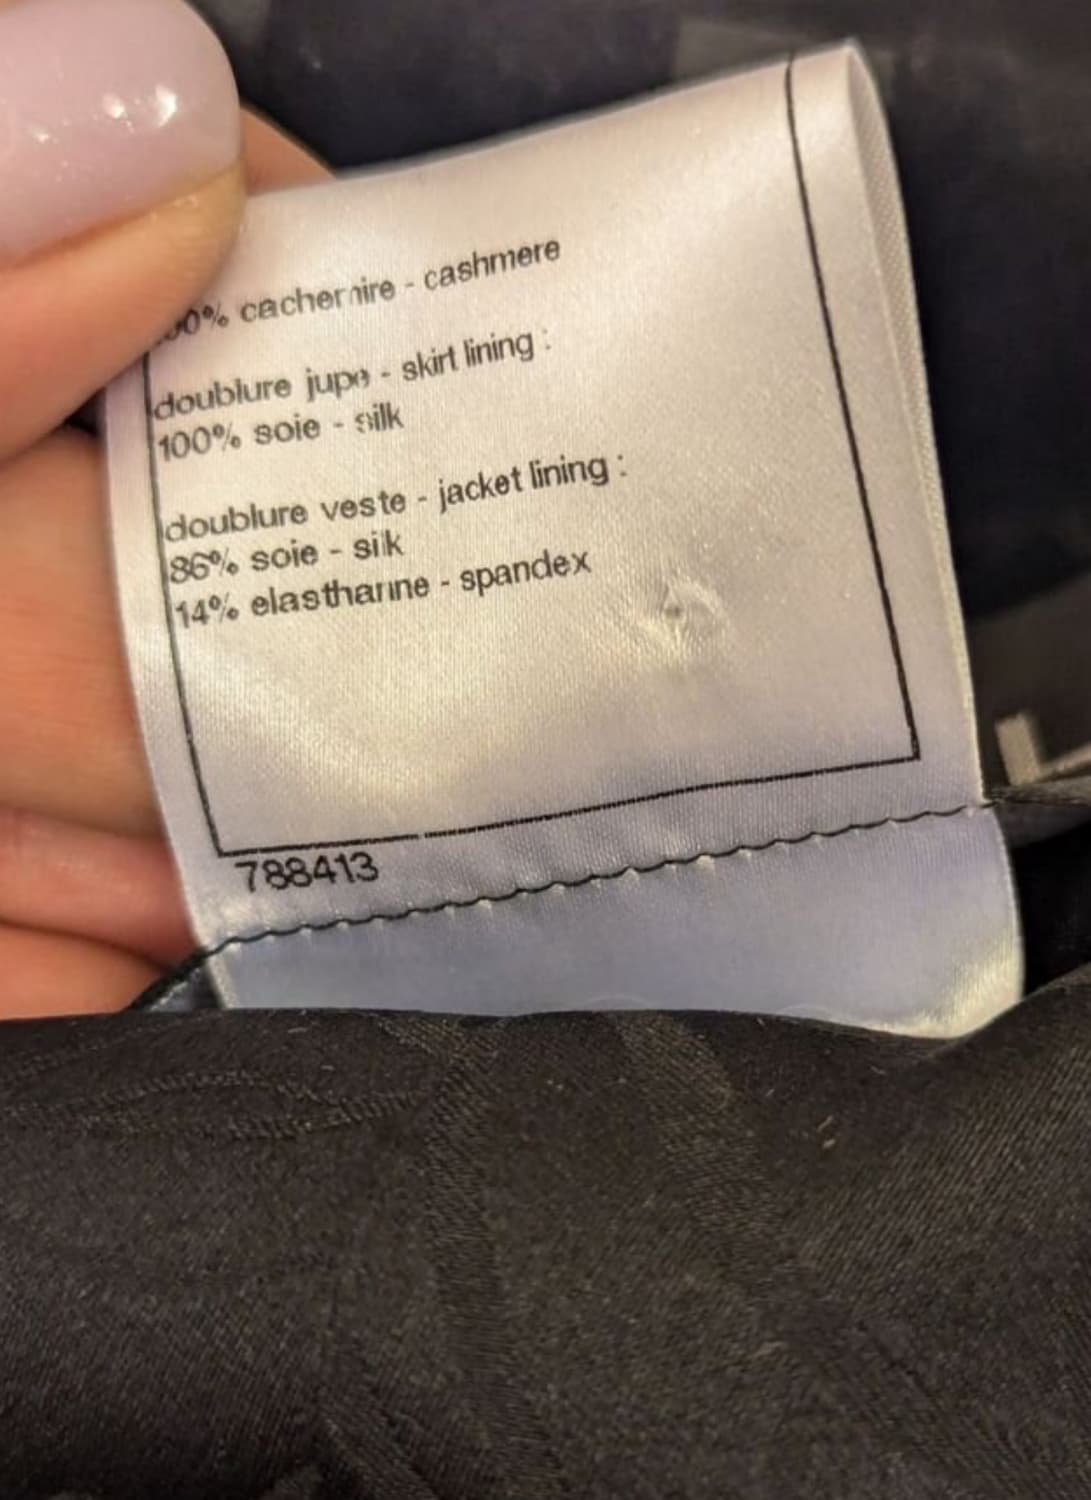 00% cachemire - cashmere
doublure jupe - skirt lining :
100% soie - silk
doublure veste - jacket lining :
86% soie - silk
14% elasthanne - spandex
788413